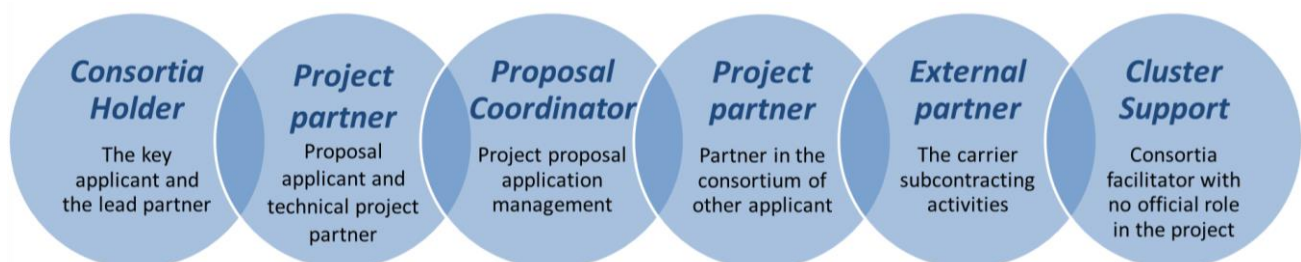 Consortia
Holder
The key
applicant and
the lead partner
Project
partner
Proposal
applicant and
technical project
partner
Proposal
Coordinator
Project proposal
application
management
Project
partner
Partner in the
consortium of
other applicant
External
partner
The carrier
subcontracting
activities
Cluster
Support
Consortia
facilitator with
no official role
in the project